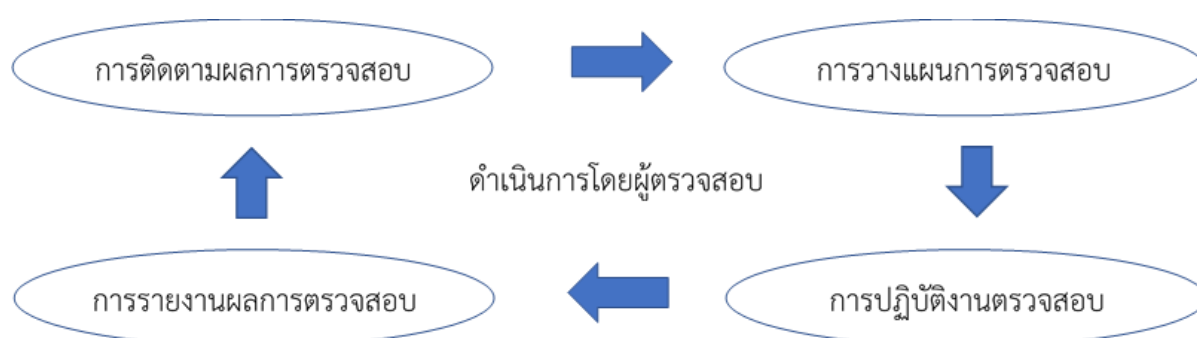 การติดตามผลการตรวจสอบ
การวางแผนการตรวจสอบ
ดำเนินการโดยผู้ตรวจสอบ
การรายงานผลการตรวจสอบ
การปฏิบัติงานตรวจสอบ